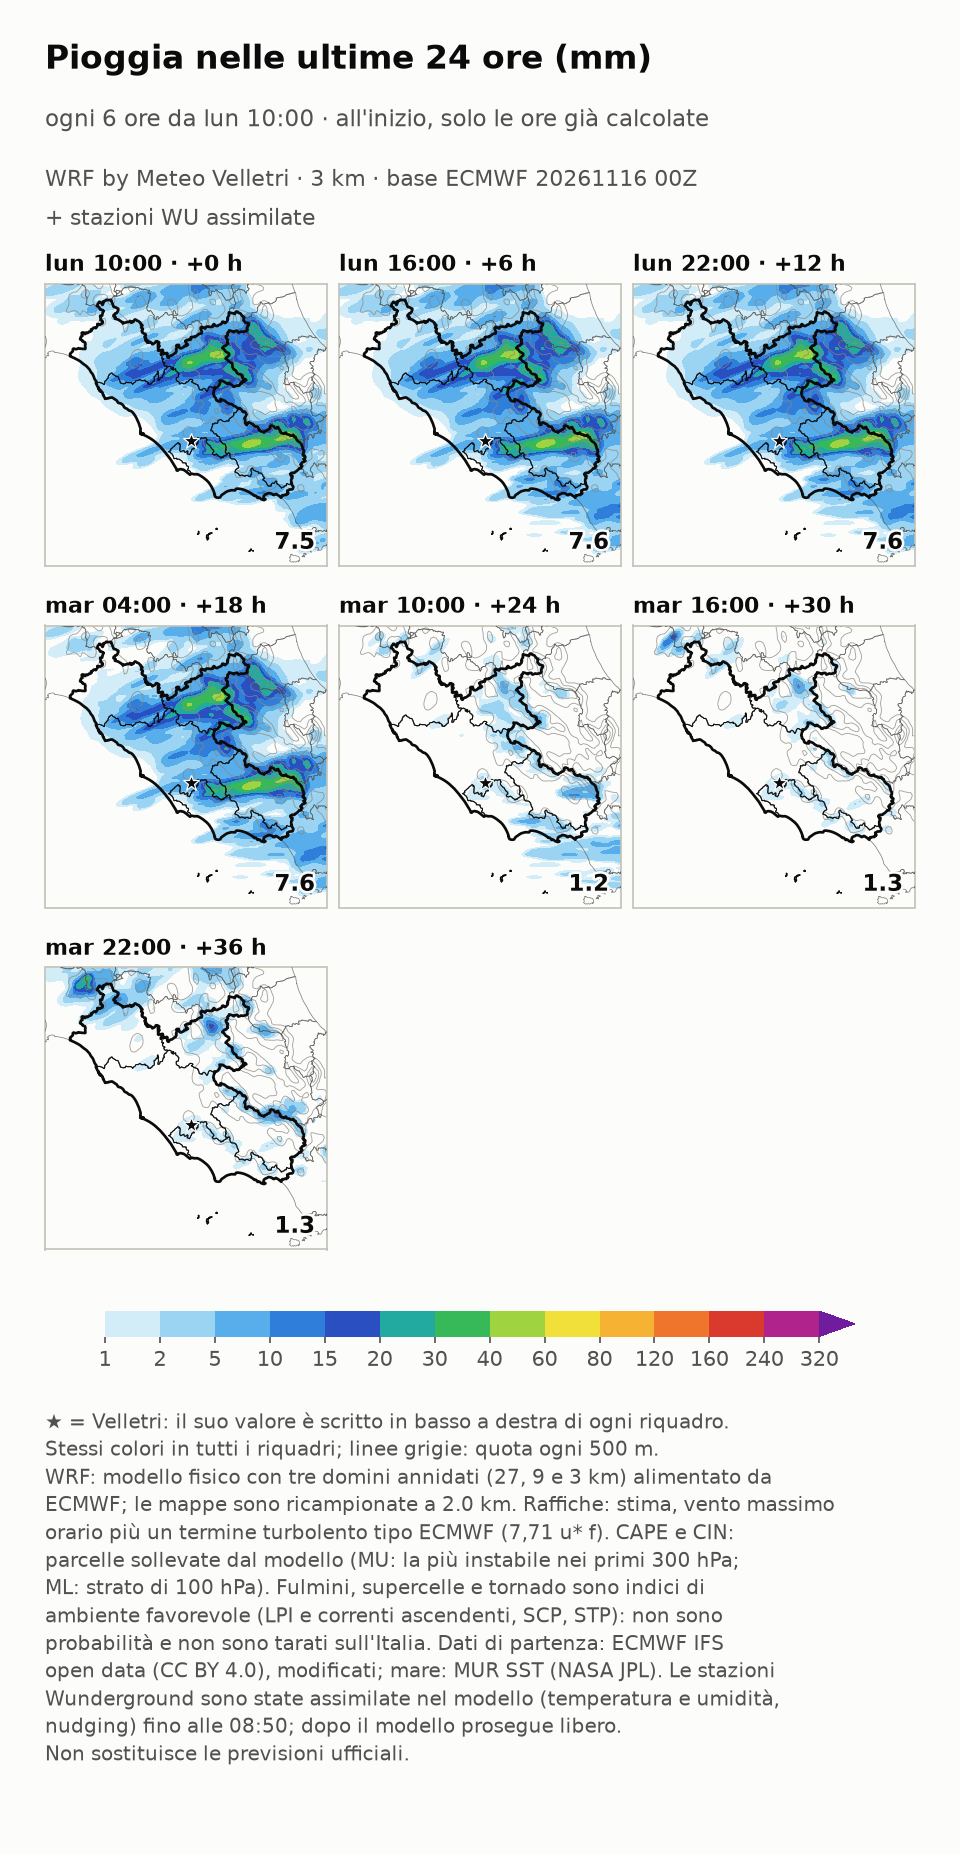 Pioggia nelle ultime 24 ore (mm)
ogni 6 ore da lun 10:00 · all'inizio, solo le ore già calcolate
WRF by Meteo Velletri · 3 km · base ECMWF 20261116 00Z
+ stazioni WU assimilate
lun 10:00 · +0 h
lun 16:00 · +6 h
lun 22:00 · +12 h
7.5
7.6
7.6
mar 04:00 · +18 h
mar 10:00 · +24 h
mar 16:00 · +30 h
7.6
1.2
1.3
mar 22:00 · +36 h
1.3
1 2 5 10 15 20 30 40 60 80 120 160 240 320
★ = Velletri: il suo valore è scritto in basso a destra di ogni riquadro.
Stessi colori in tutti i riquadri; linee grigie: quota ogni 500 m.
WRF: modello fisico con tre domini annidati (27, 9 e 3 km) alimentato da
ECMWF; le mappe sono ricampionate a 2.0 km. Raffiche: stima, vento massimo
orario più un termine turbolento tipo ECMWF (7,71 u* f). CAPE e CIN:
parcelle sollevate dal modello (MU: la più instabile nei primi 300 hPa;
ML: strato di 100 hPa). Fulmini, supercelle e tornado sono indici di
ambiente favorevole (LPI e correnti ascendenti, SCP, STP): non sono
probabilità e non sono tarati sull'Italia. Dati di partenza: ECMWF IFS
open data (CC BY 4.0), modificati; mare: MUR SST (NASA JPL). Le stazioni
Wunderground sono state assimilate nel modello (temperatura e umidità,
nudging) fino alle 08:50; dopo il modello prosegue libero.
Non sostituisce le previsioni ufficiali.